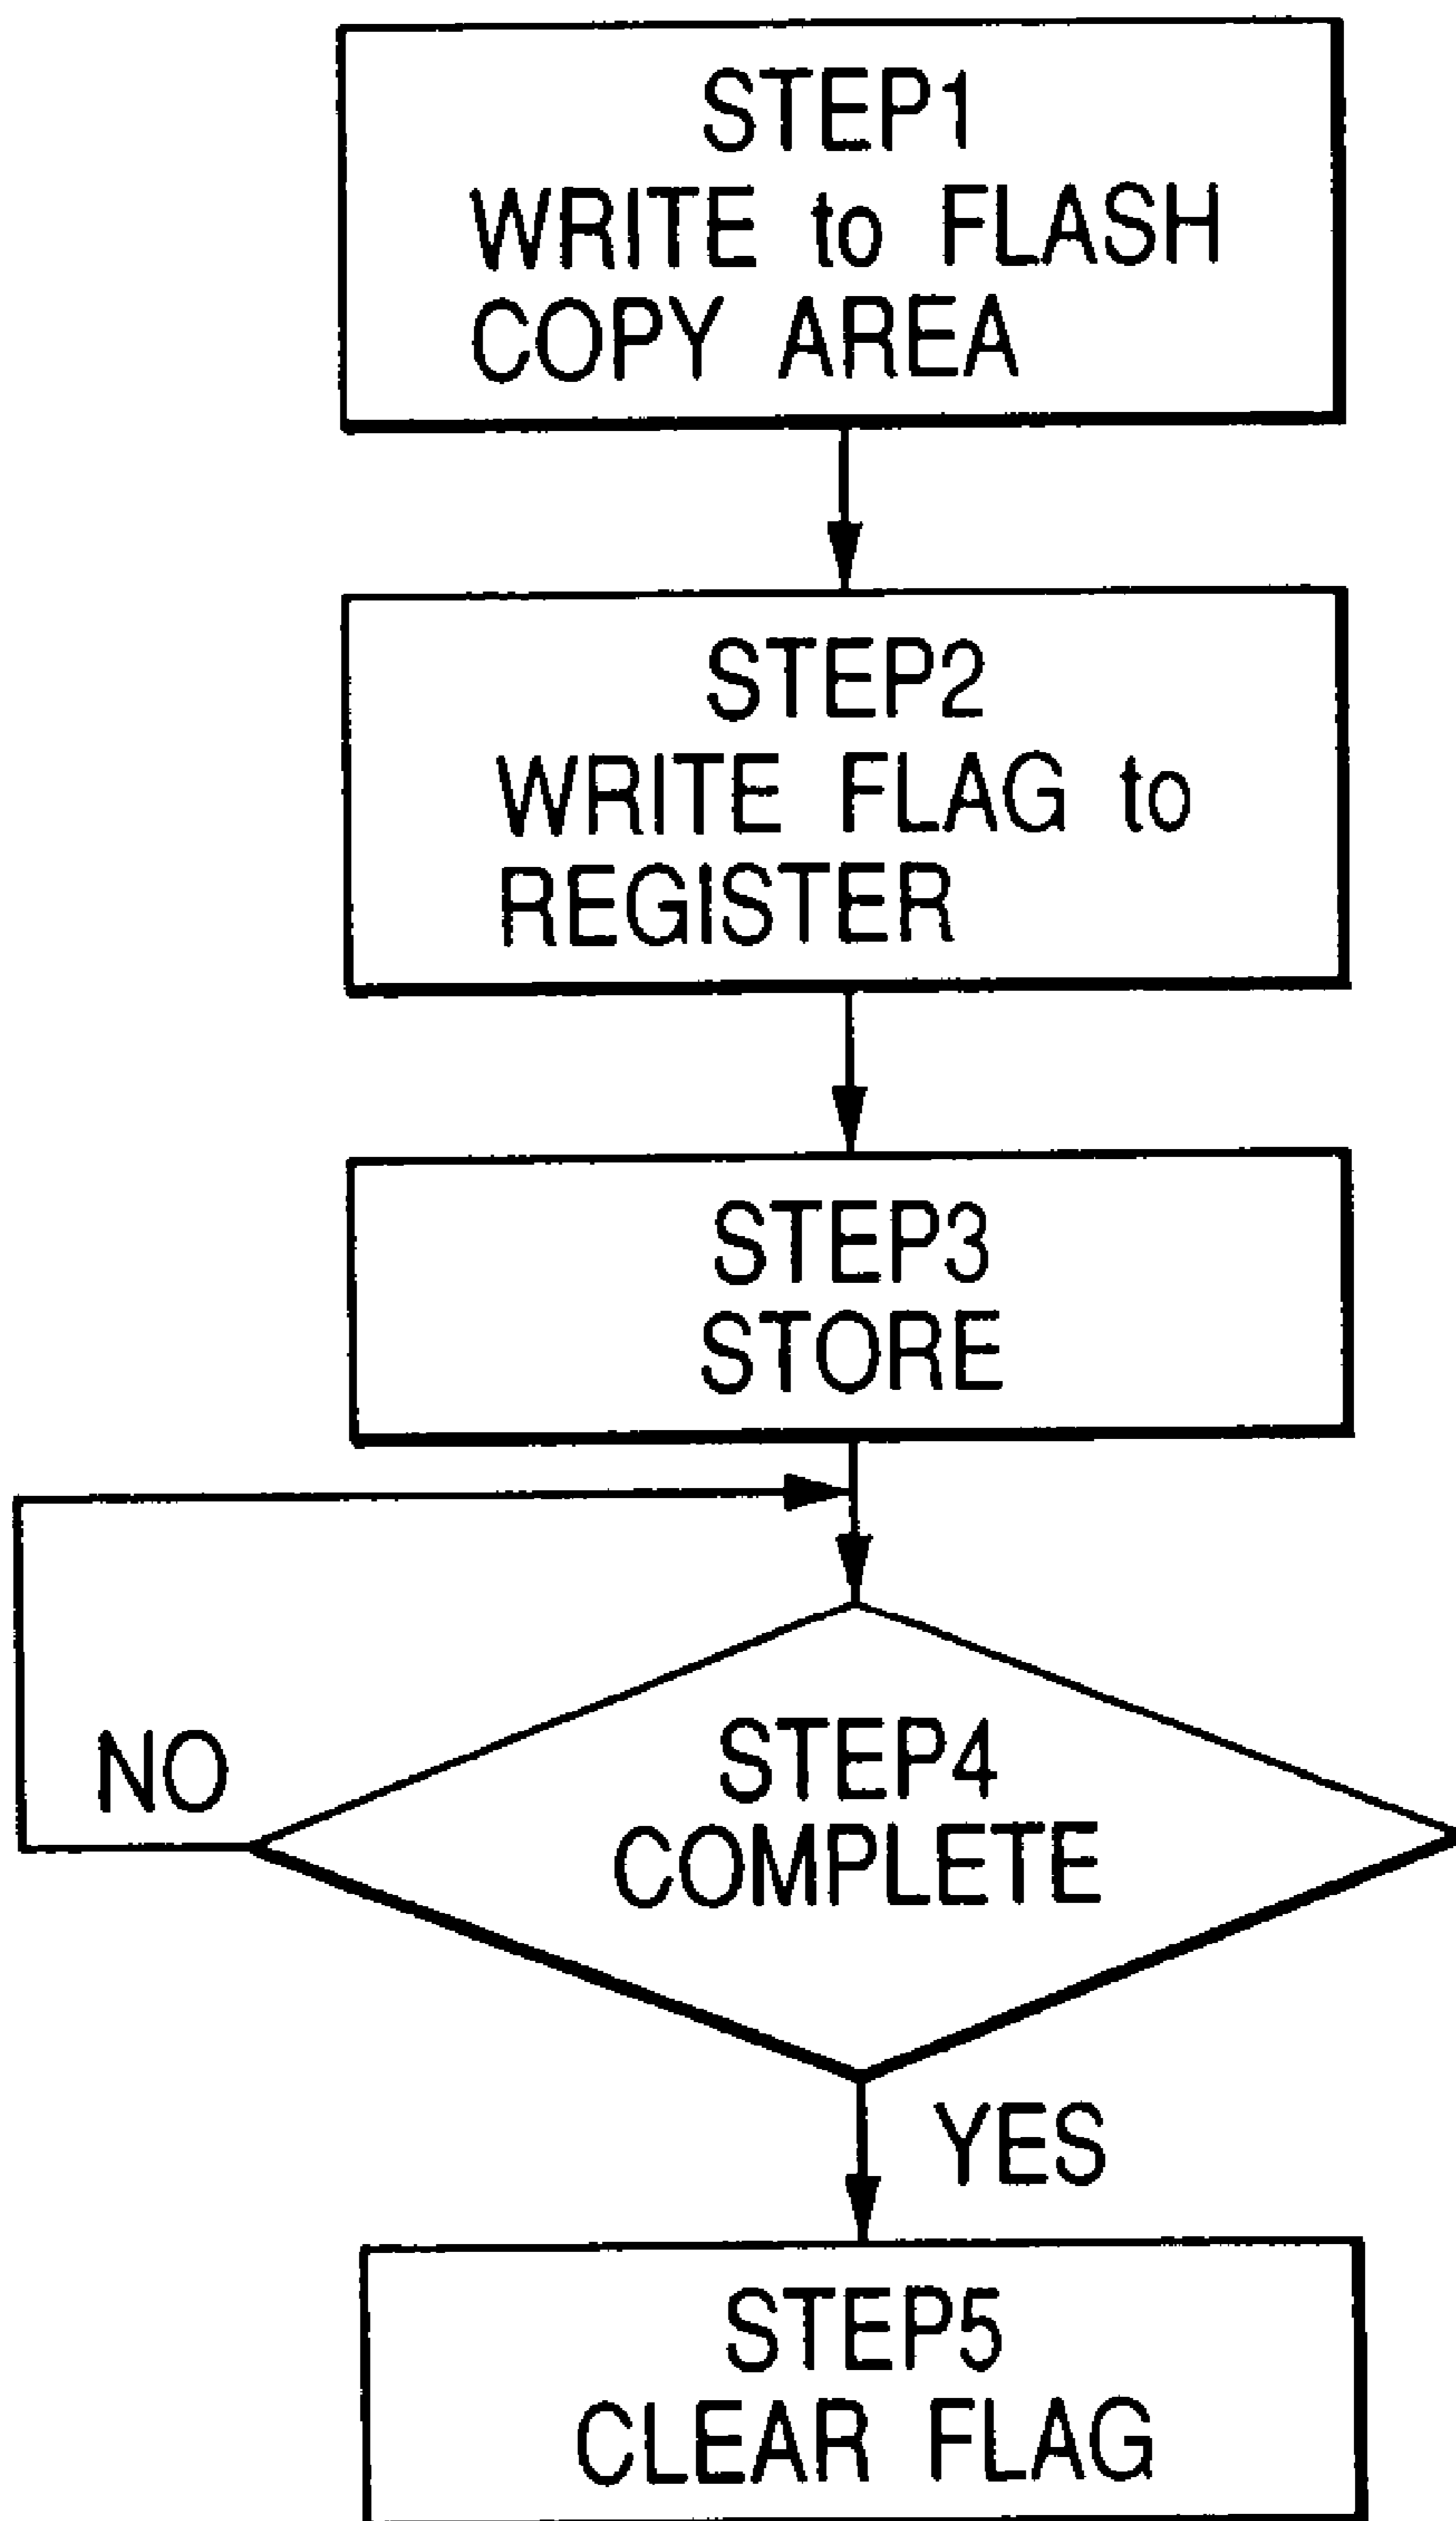 STEP1
WRITE to FLASH
COPY AREA
STEP2
WRITE FLAG to
REGISTER
STEP3
STORE
NO
STEP4
COMPLETE
YES
STEP5
CLEAR FLAG